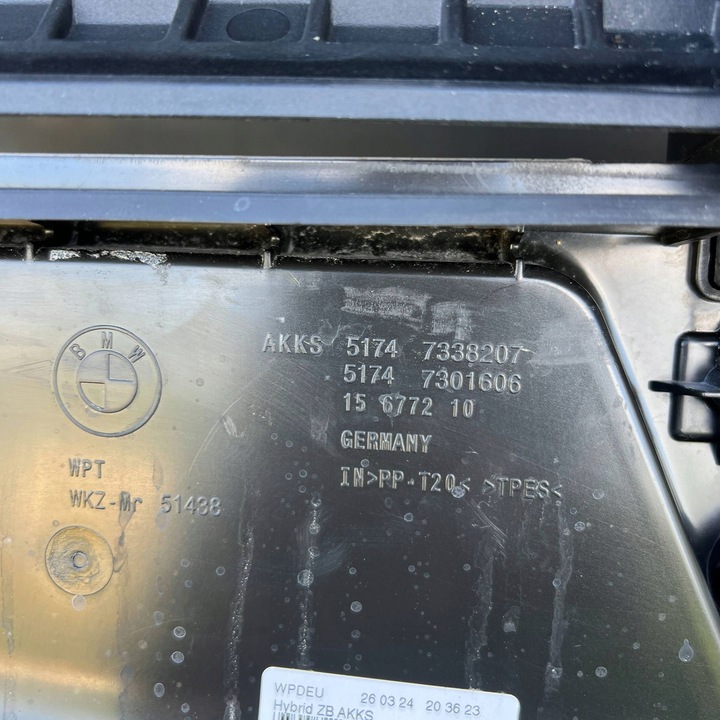 AKKS 5174 7338207
5174 7301606
15 6772 10
GERMANY
IN>PP-T20< >TPES<
BMW
WPT
WKZ-Nr 51438
WPDEU 26 03 24 20 36 23
Hybrid ZB AKKS